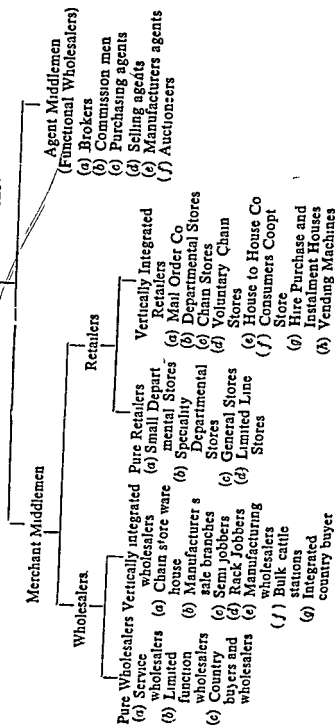 Merchant Middlemen
Agent Middlemen
(Functional Wholesalers)
(a) Brokers
(b) Commission men
(c) Purchasing agents
(d) Selling agents
(e) Manufacturers agents
(f) Auctioneers
Wholesalers.
Retailers
Pure Wholesalers
(a) Service
wholesalers
(b) Limited
function
wholesalers
(c) Country
buyers and
wholesalers
Vertically integrated
wholesalers
(a) Chain store ware
house
(b) Manufacturer s
sale branches
(c) Semi jobbers
(d) Rack Jobbers
(e) Manufacturing
wholesalers
(f) Bulk cattle
stations
(g) Integrated
country buyer
Pure Retailers
(a) Small Depart
mental Stores
(b) Speciality
Departmental
Stores
(c) General Stores
(d) Limited Line
Stores
Vertically Integrated
Retailers
(a) Mail Order Co
(b) Departmental Stores
(c) Chain Stores
(d) Voluntary Chain
Stores
(e) House to House Co
(f) Consumers Coopt
Store
(g) Hire Purchase and
Instalment Houses
(h) Vending Machines